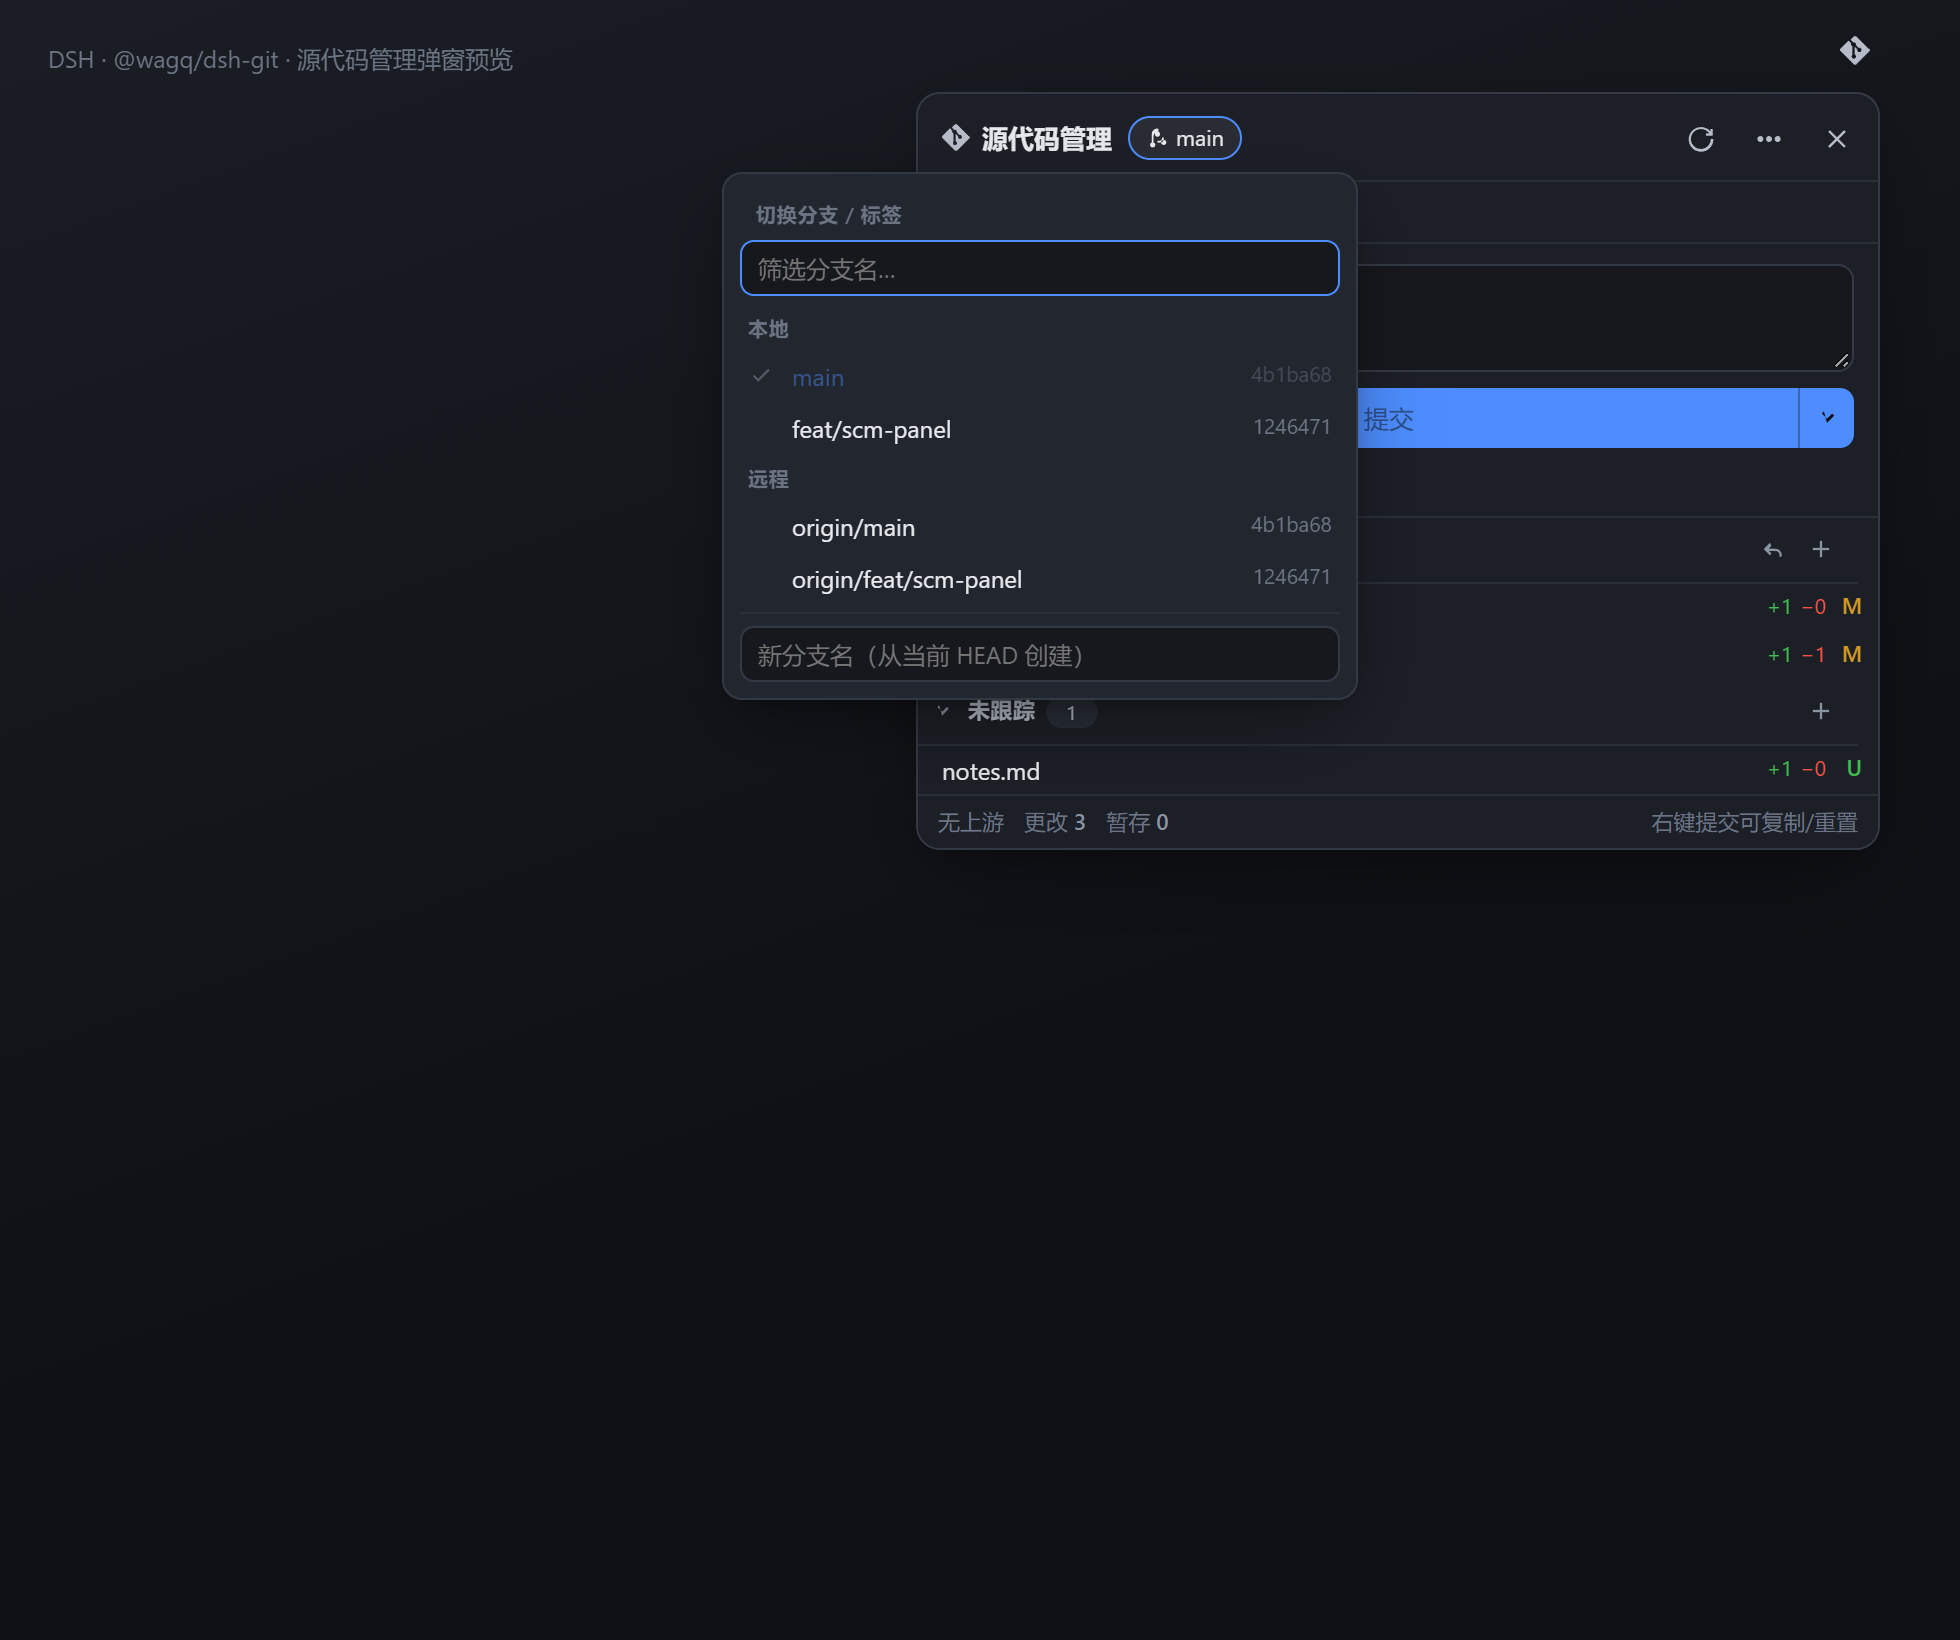 DSH · @wagq/dsh-git · 源代码管理弹窗预览
源代码管理 main
切换分支 / 标签
筛选分支名...
本地
main 4b1ba68
feat/scm-panel 1246471
提交
远程
origin/main 4b1ba68
origin/feat/scm-panel 1246471
+1 −0 M
新分支名（从当前 HEAD 创建）
+1 −1 M
未跟踪 1
notes.md +1 −0 U
无上游 更改 3 暂存 0 右键提交可复制/重置